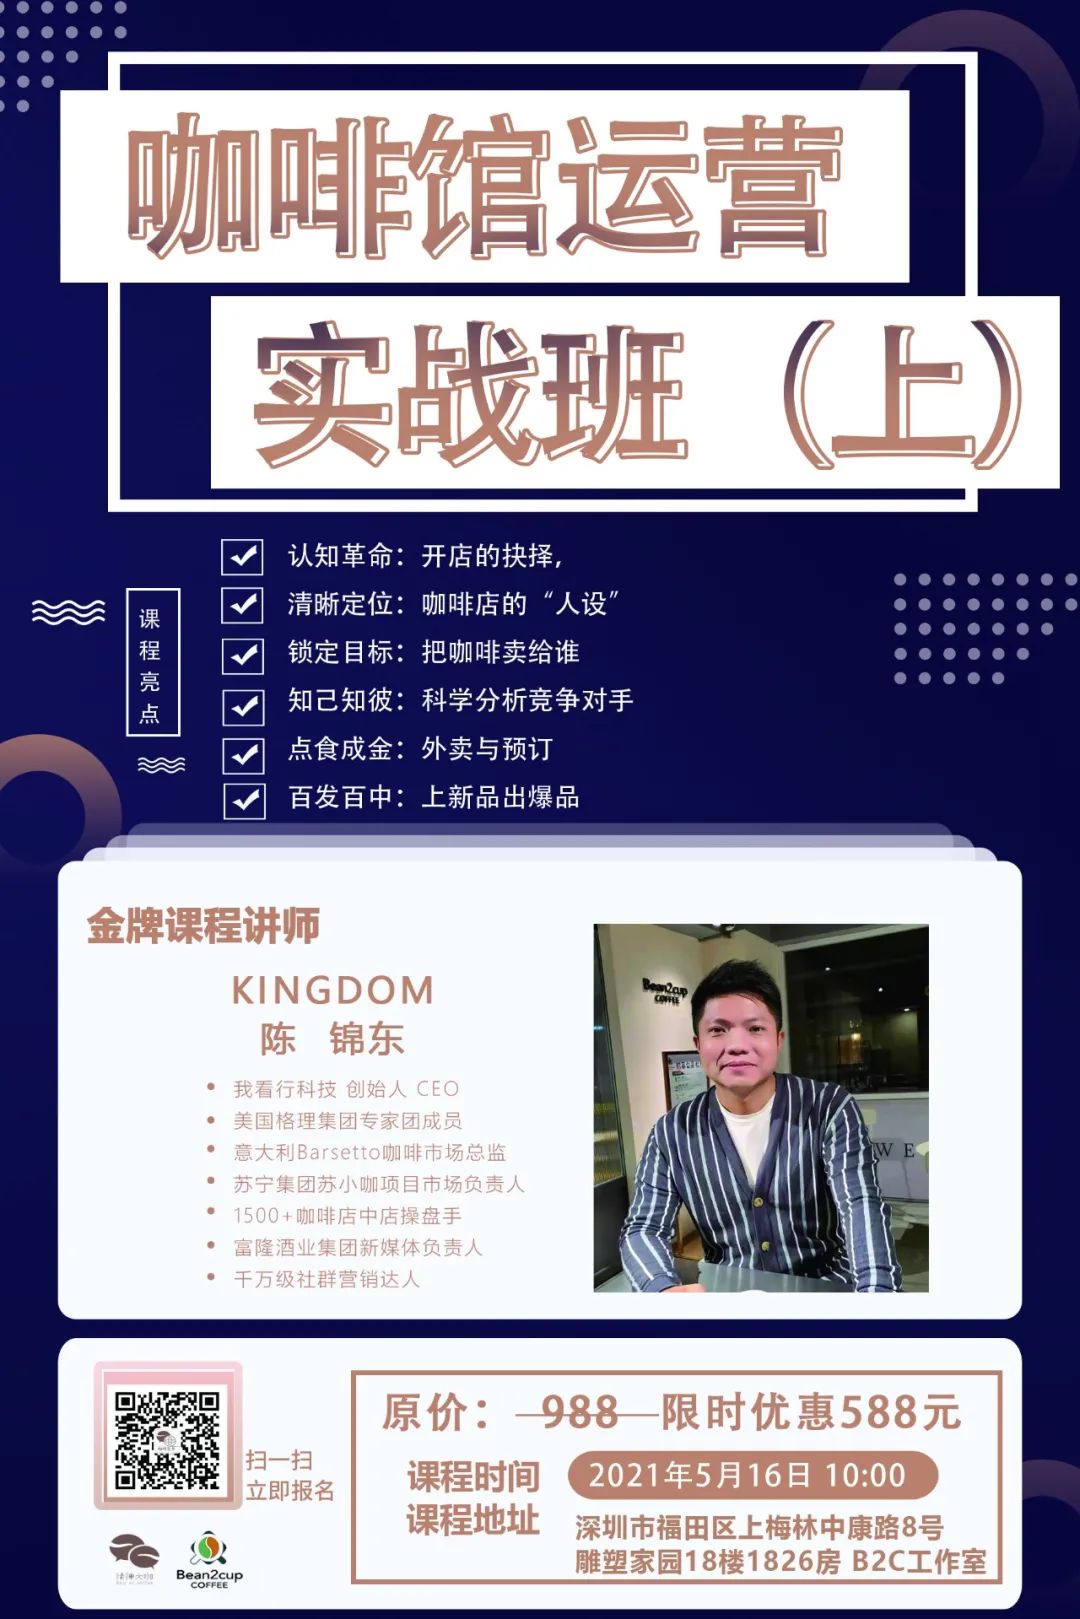 咖啡馆运营
实战班（上）
课程亮点
认知革命：开店的抉择,
清晰定位：咖啡店的“人设”
锁定目标：把咖啡卖给谁
知己知彼：科学分析竞争对手
点食成金：外卖与预订
百发百中：上新品出爆品
金牌课程讲师
KINGDOM
陈 锦东
我看行科技 创始人 CEO
美国格理集团专家团成员
意大利Barsetto咖啡市场总监
苏宁集团苏小咖项目市场负责人
1500+咖啡店中店操盘手
富隆酒业集团新媒体负责人
千万级社群营销达人
Bean2cup
COFFEE
WE
扫一扫
立即报名
Bean2cup
COFFEE
原价：988 限时优惠588元
课程时间 2021年5月16日 10:00
课程地址 深圳市福田区上梅林中康路8号
雕塑家园18楼1826房 B2C工作室